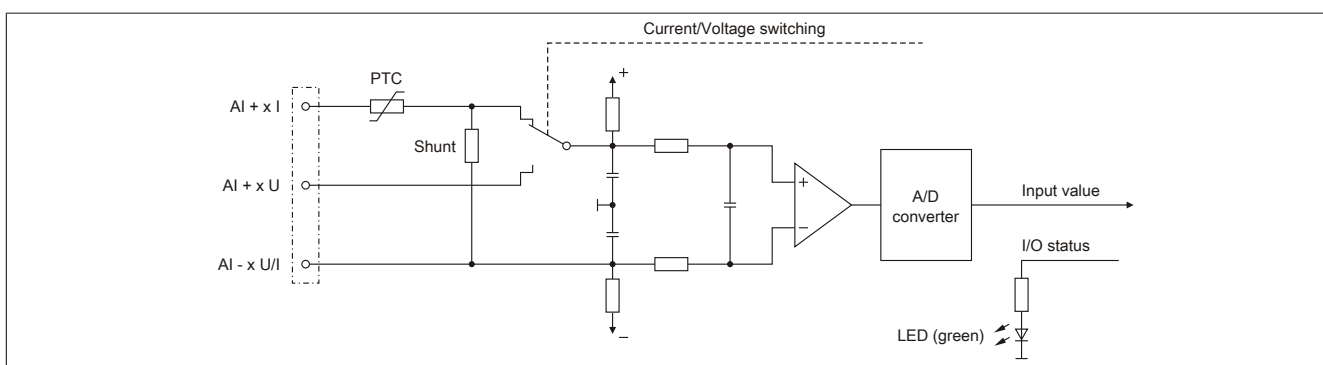 Current/Voltage switching
PTC
+
AI + x I
Shunt
AI + x U
+
A/D
converter
Input value
−
I/O status
AI - x U/I
LED (green)
−